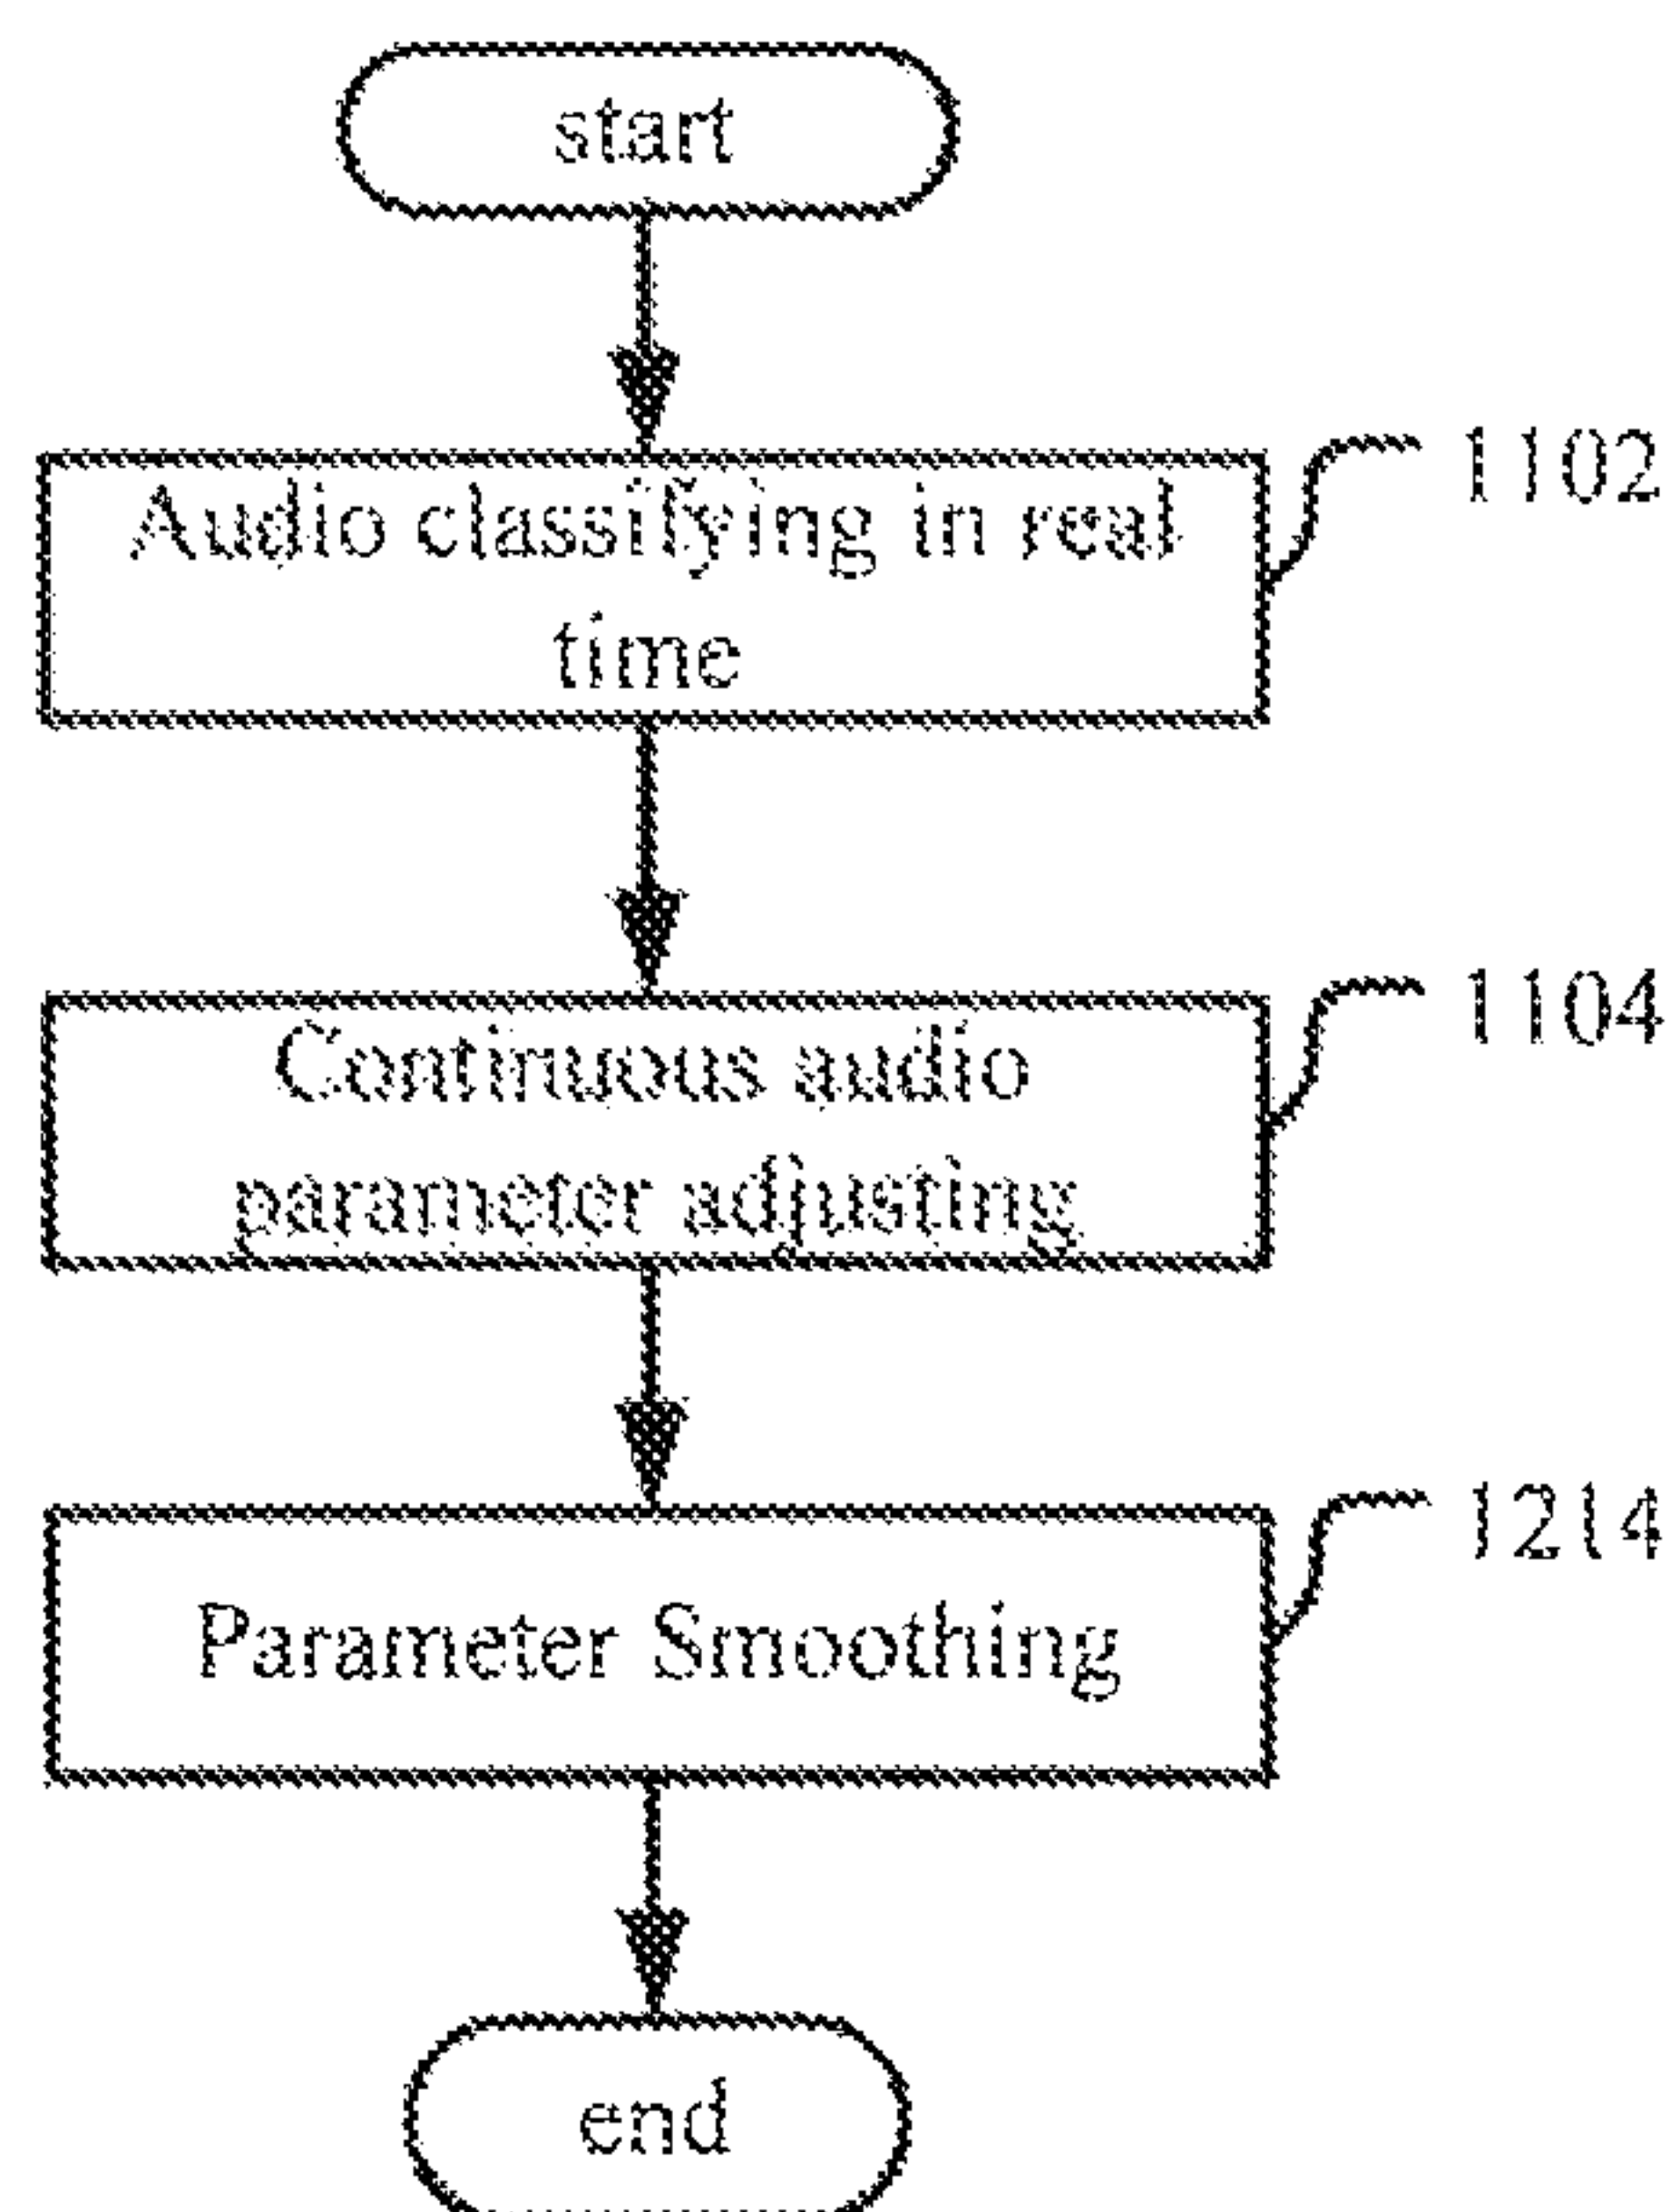 start
1102
Audio classifying in real
time
1104
Continuous audio
parameter adjusting
1214
Parameter Smoothing
end